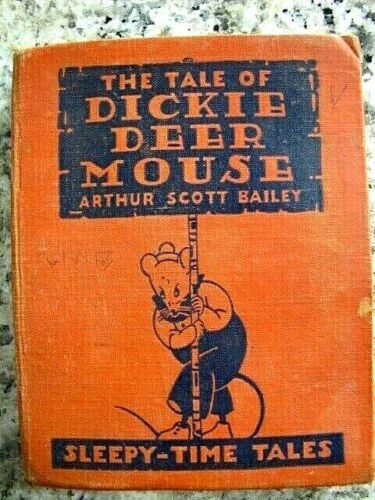 THE TALE OF
DICKIE
DEER
MOUSE
ARTHUR SCOTT BAILEY
SLEEPY-TIME TALES